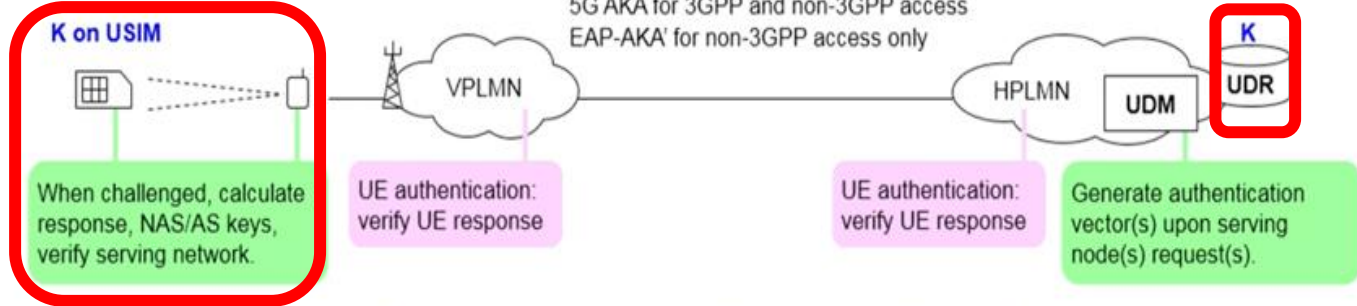 5G AKA for 3GPP and non-3GPP access
EAP-AKA' for non-3GPP access only
K on USIM
K
VPLMN
HPLMN
UDM
UDR
When challenged, calculate
response, NAS/AS keys,
verify serving network.
UE authentication:
verify UE response
UE authentication:
verify UE response
Generate authentication
vector(s) upon serving
node(s) request(s).